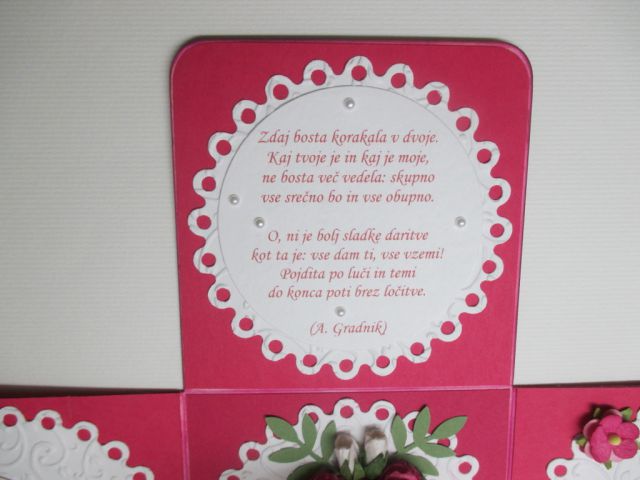 Zdaj bosta korakala v dvoje.
Kaj tvoje je in kaj je moje,
ne bosta več vedela: skupno
vse srečno bo in vse obupno.
O, ni je bolj sladke daritve
kot ta je: vse dam ti, vse vzemi!
Pojdita po luči in temi
do konca poti brez ločitve.
(A. Gradnik)